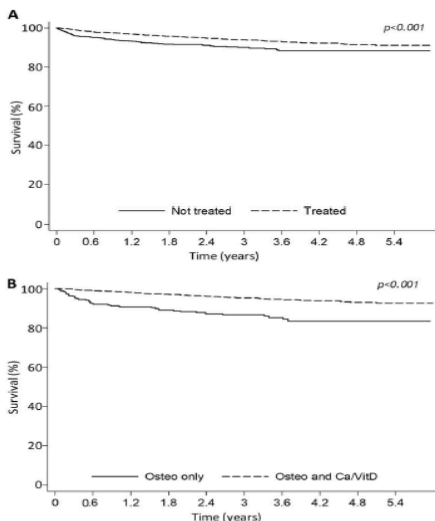 A
p<0.001
100
80
60
40
20
0
Survival (%)
Not treated
Treated
0 0.6 1.2 1.8 2.4 3 3.6 4.2 4.8 5.4
Time (years)
B
p<0.001
100
80
60
40
20
0
Survival (%)
Osteo only
Osteo and Ca/VitD
0 0.6 1.2 1.8 2.4 3 3.6 4.2 4.8 5.4
Time (years)